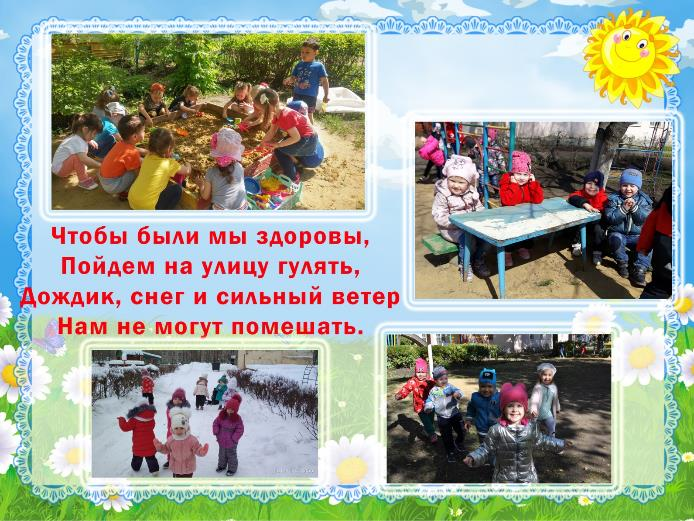 Чтобы были мы здоровы,
Пойдем на улицу гулять,
Дождик, снег и сильный ветер
Нам не могут помешать.